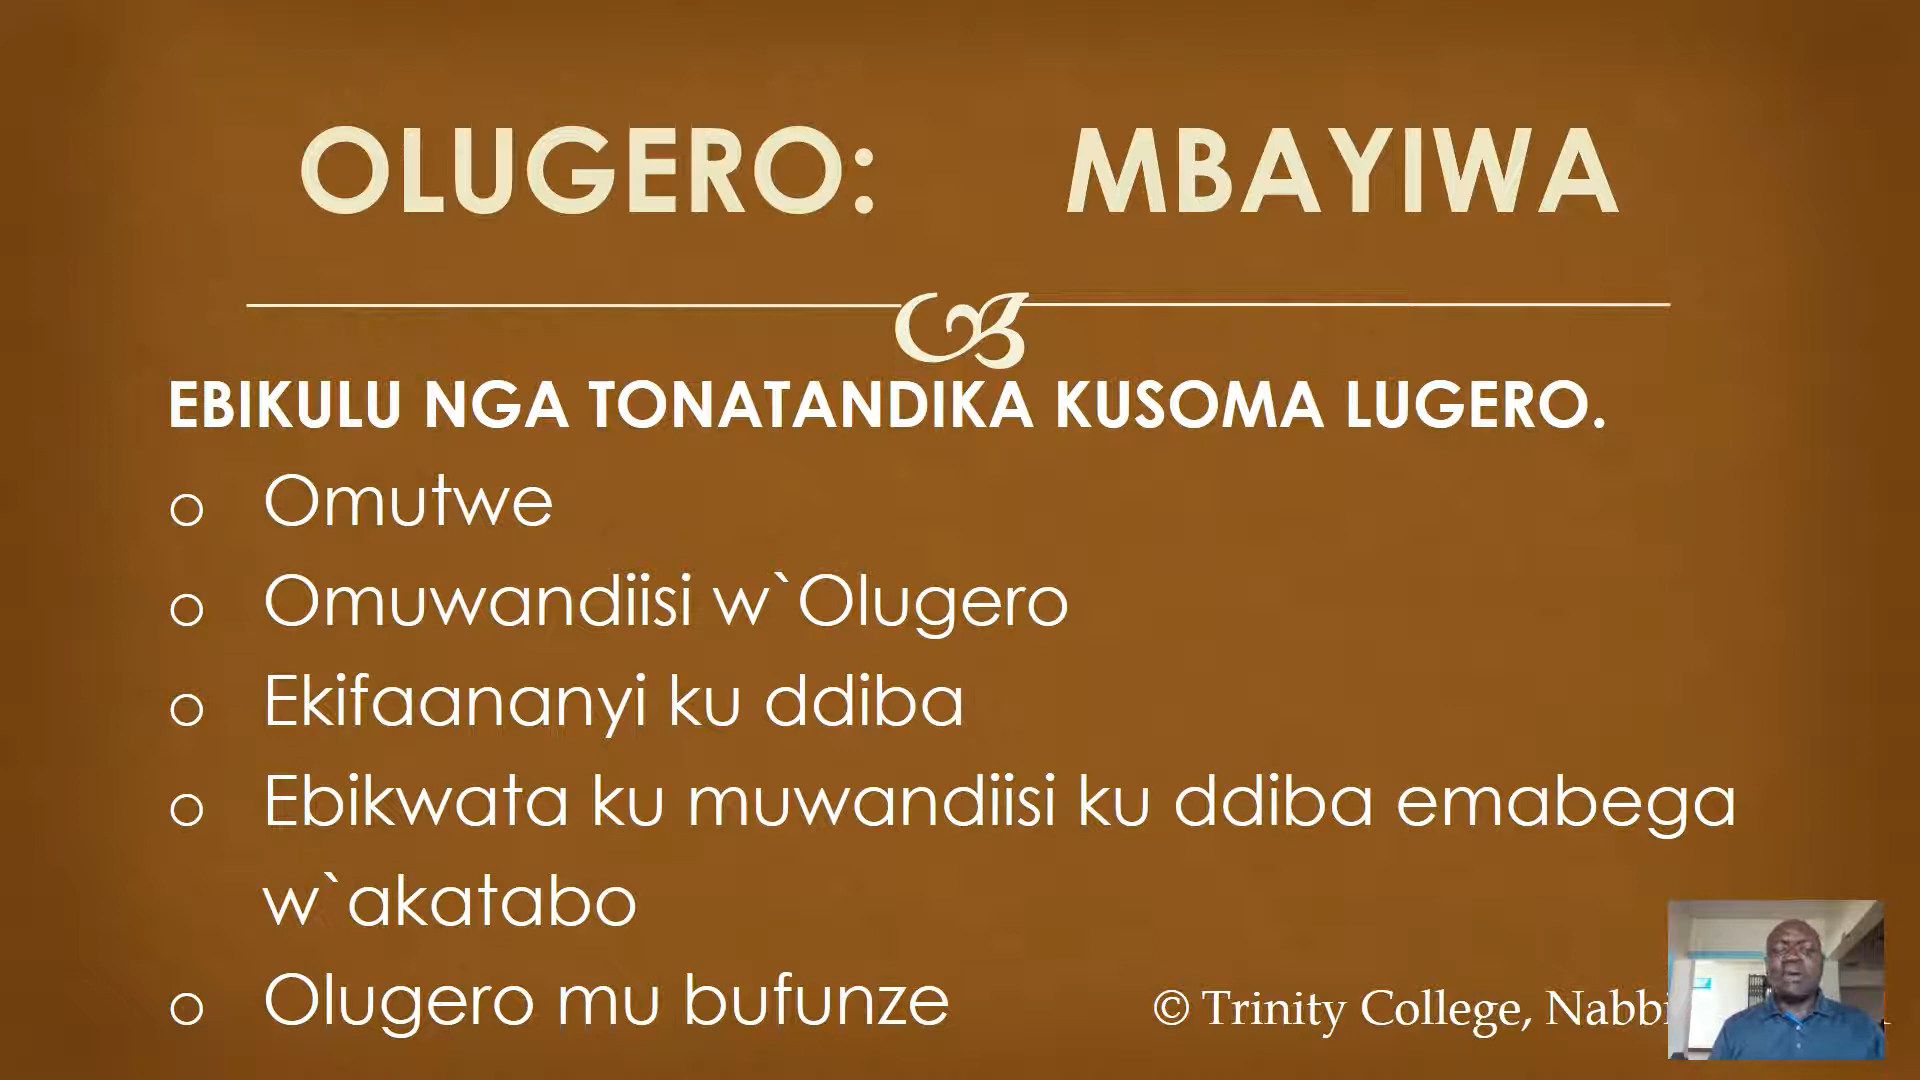 OLUGERO: MBAYIWA
EBIKULU NGA TONATANDIKA KUSOMA LUGERO.
o Omutwe
o Omuwandiisi w`Olugero
o Ekifaananyi ku ddiba
o Ebikwata ku muwandiisi ku ddiba emabega
w`akatabo
o Olugero mu bufunze
© Trinity College,